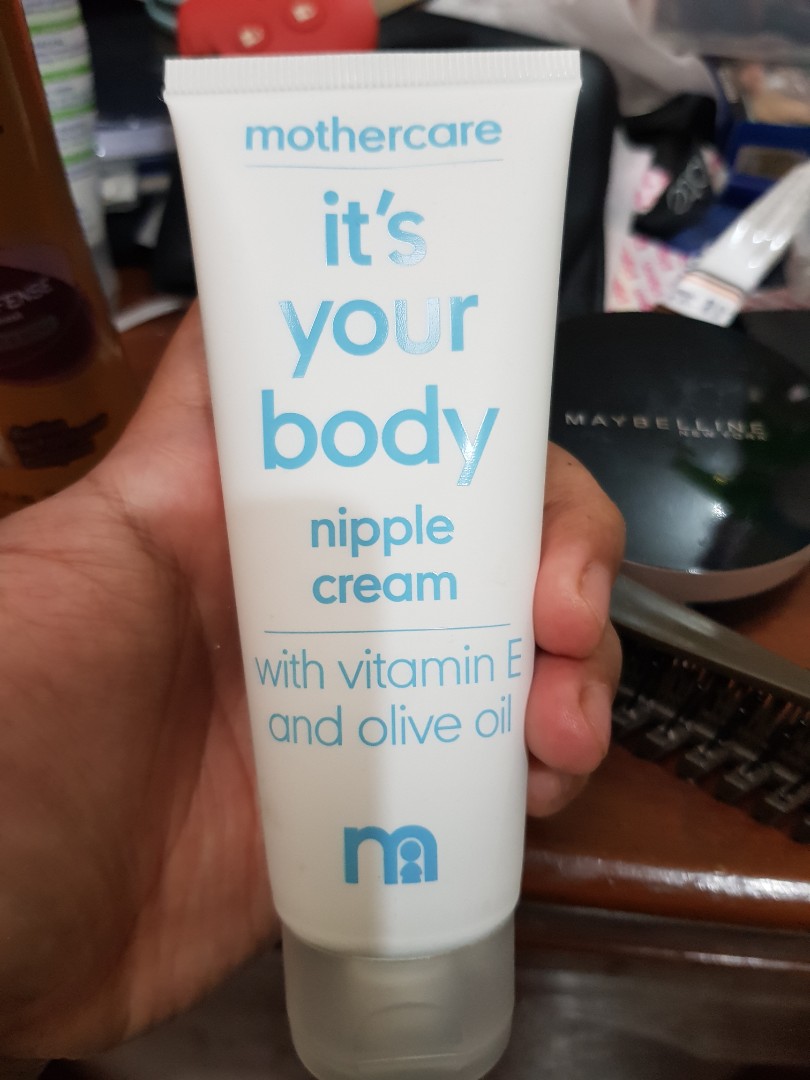 mothercare
it's
your
body
nipple
cream
with vitamin E
and olive oil
m
MAYBELLINE
NEW YORK